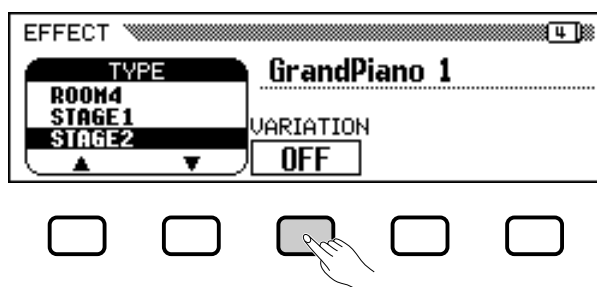 EFFECT 4
TYPE
GrandPiano 1
ROOM4
STAGE1
STAGE2
VARIATION
OFF